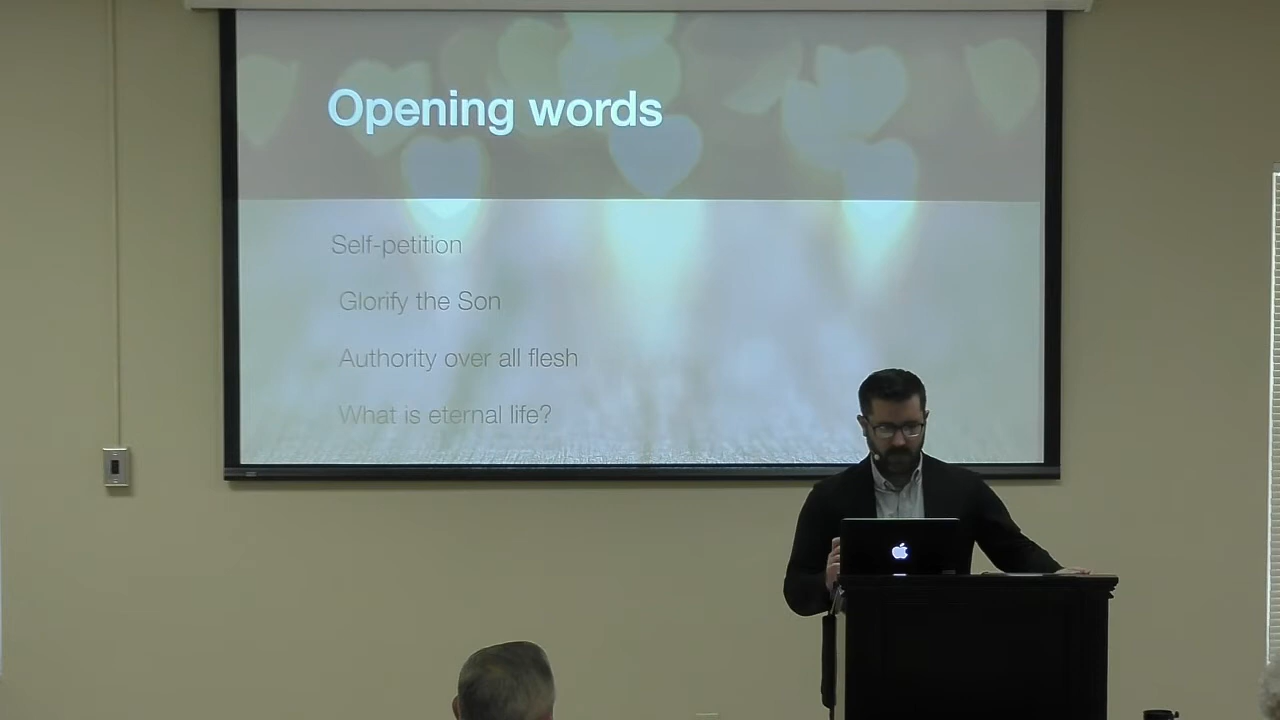 Opening words
Self-petition
Glorify the Son
Authority over all flesh
What is eternal life?